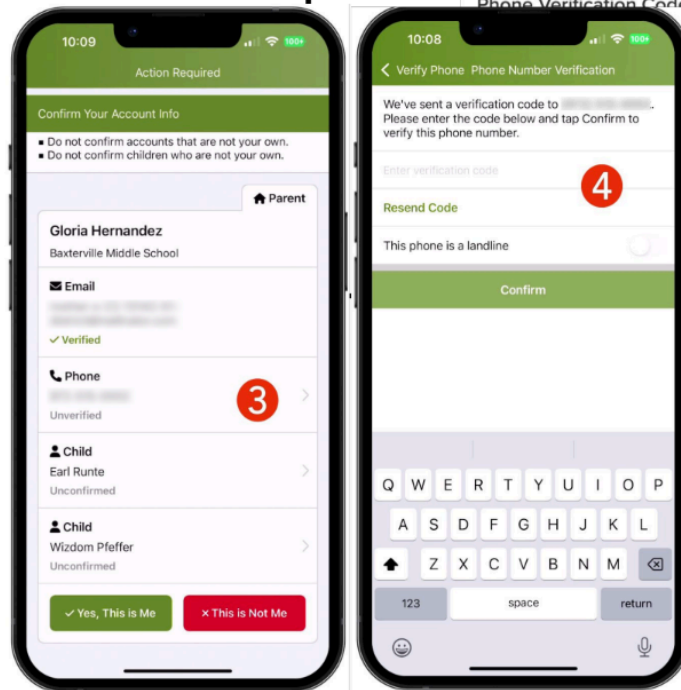 Phone Verification Code
10:09
100+
Action Required
Confirm Your Account Info
▪ Do not confirm accounts that are not your own.
▪ Do not confirm children who are not your own.
Parent
Gloria Hernandez
Baxterville Middle School
Email
✓ Verified
Phone
Unverified
3
Child
Earl Runte
Unconfirmed
Child
Wizdom Pfeffer
Unconfirmed
✓ Yes, This is Me
× This is Not Me
10:08
100+
Verify Phone Phone Number Verification
We've sent a verification code to
Please enter the code below and tap Confirm to
verify this phone number.
Enter verification code
4
Resend Code
This phone is a landline
Confirm
Q W E R T Y U I O P
A S D F G H J K L
Z X C V B N M
123 space return